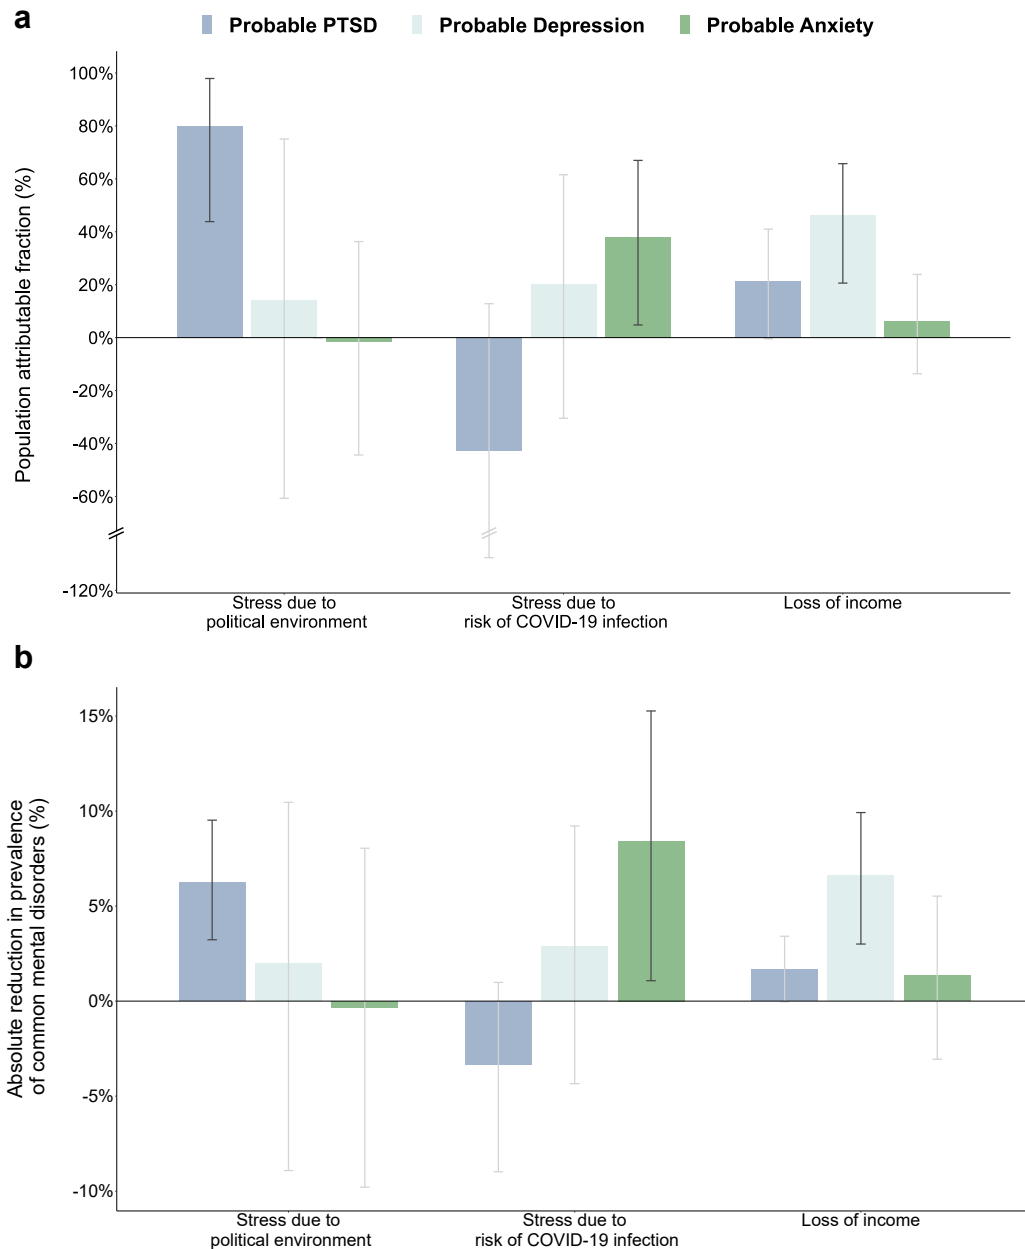 a
Probable PTSD
Probable Depression
Probable Anxiety
Population attributable fraction (%)
100%
80%
60%
40%
20%
0%
-20%
-40%
-60%
-120%
Stress due to
political environment
Stress due to
risk of COVID-19 infection
Loss of income
b
Absolute reduction in prevalence
of common mental disorders (%)
15%
10%
5%
0%
-5%
-10%
Stress due to
political environment
Stress due to
risk of COVID-19 infection
Loss of income